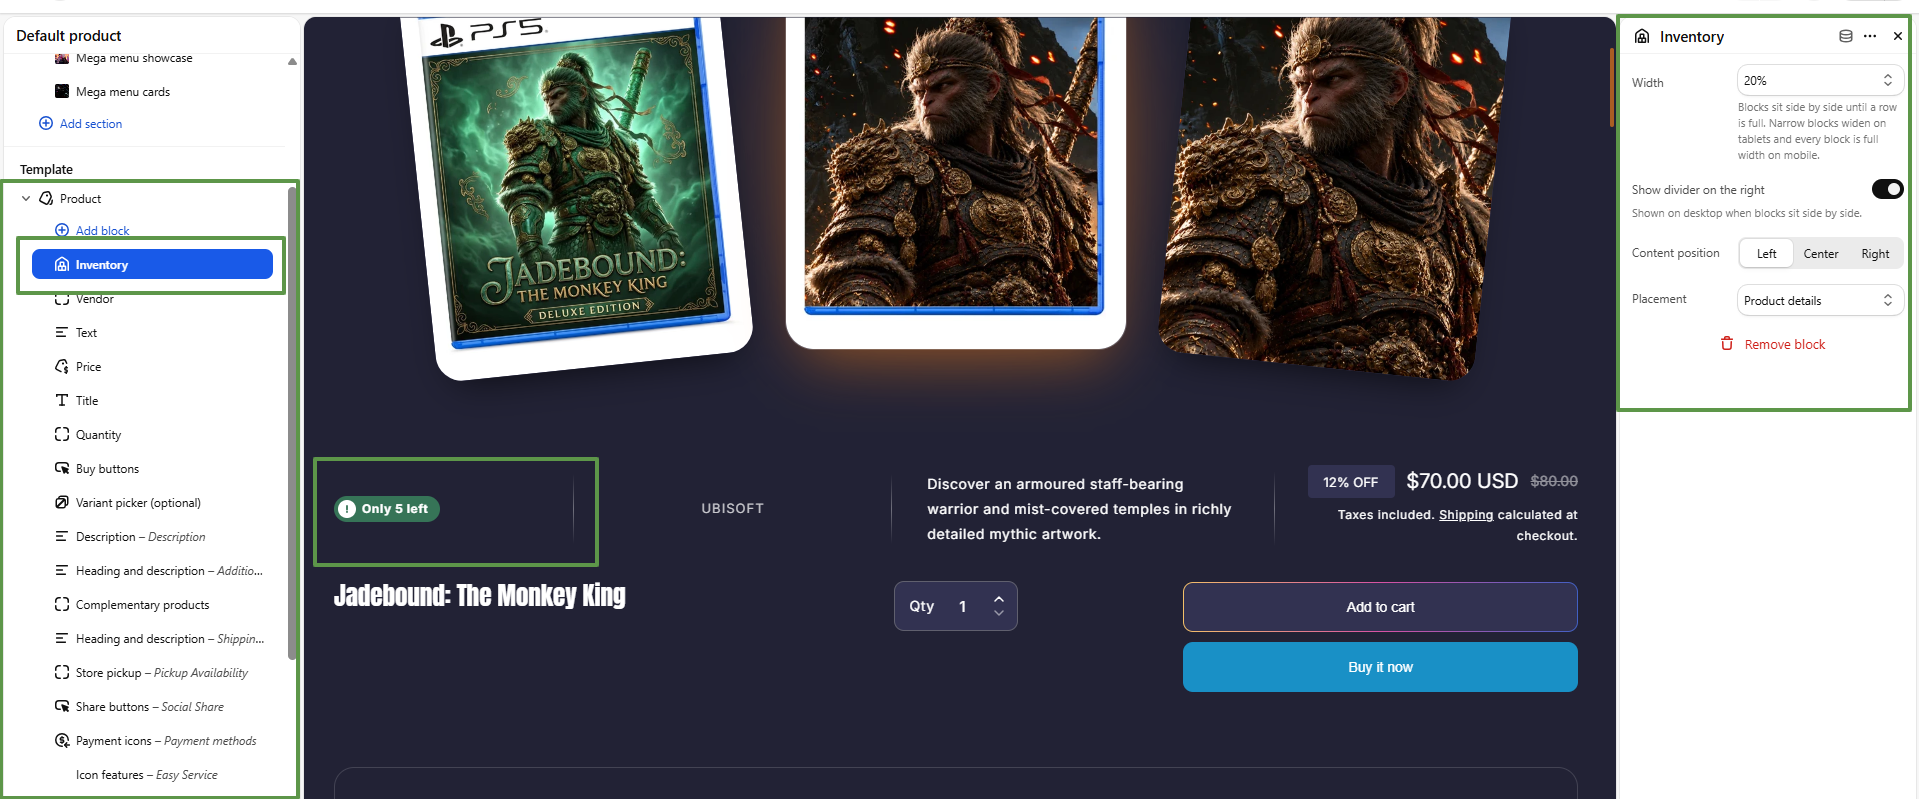 Default product
Mega menu showcase
Mega menu cards
Add section
Template
Product
Add block
Inventory
Vendor
Text
Price
Title
Quantity
Buy buttons
Variant picker (optional)
Description – Description
Heading and description – Additio...
Complementary products
Heading and description – Shippin...
Store pickup – Pickup Availability
Share buttons – Social Share
Payment icons – Payment methods
Icon features – Easy Service
PS5
JADEBOUND:
THE MONKEY KING
DELUXE EDITION
Only 5 left
UBISOFT
Discover an armoured staff-bearing
warrior and mist-covered temples in richly
detailed mythic artwork.
12% OFF $70.00 USD $80.00
Taxes included. Shipping calculated at
checkout.
Jadebound: The Monkey King
Qty 1
Add to cart
Buy it now
Inventory
Width
20%
Blocks sit side by side until a row
is full. Narrow blocks widen on
tablets and every block is full
width on mobile.
Show divider on the right
Shown on desktop when blocks sit side by side.
Content position
Left Center Right
Placement
Product details
Remove block